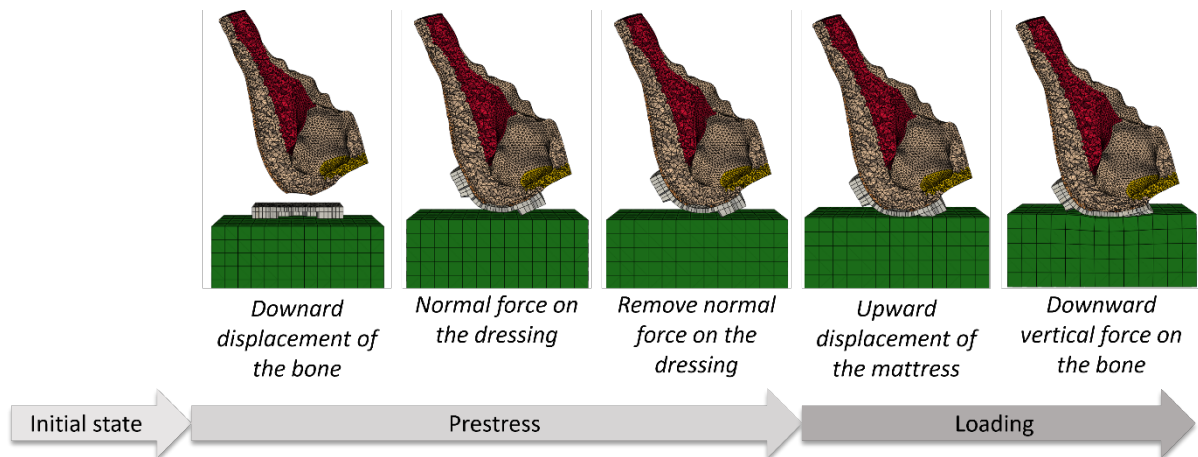 Downard
displacement of
the bone
Normal force on
the dressing
Remove normal
force on the
dressing
Upward
displacement of
the mattress
Downward
vertical force on
the bone
Initial state
Prestress
Loading